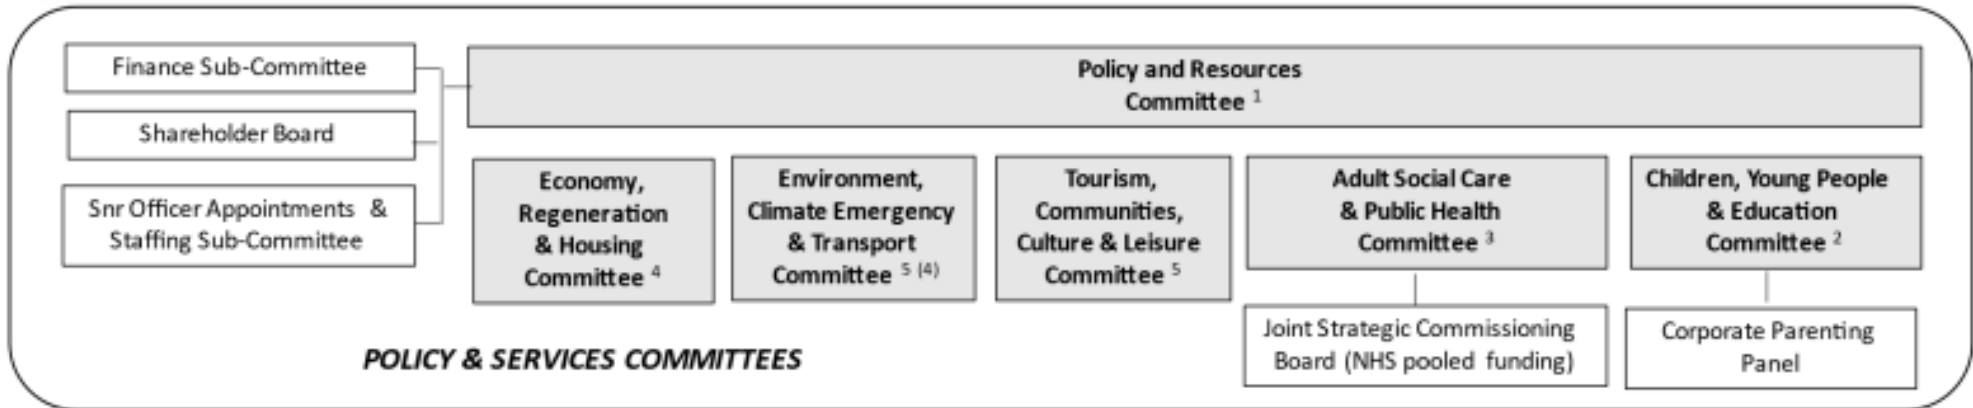 Finance Sub-Committee
Shareholder Board
Snr Officer Appointments &
Staffing Sub-Committee
Policy and Resources
Committee 1
Economy,
Regeneration
& Housing
Committee 4
Environment,
Climate Emergency
& Transport
Committee 5 (4)
Tourism,
Communities,
Culture & Leisure
Committee 5
Adult Social Care
& Public Health
Committee 3
Children, Young People
& Education
Committee 2
Joint Strategic Commissioning
Board (NHS pooled funding)
Corporate Parenting
Panel
POLICY & SERVICES COMMITTEES